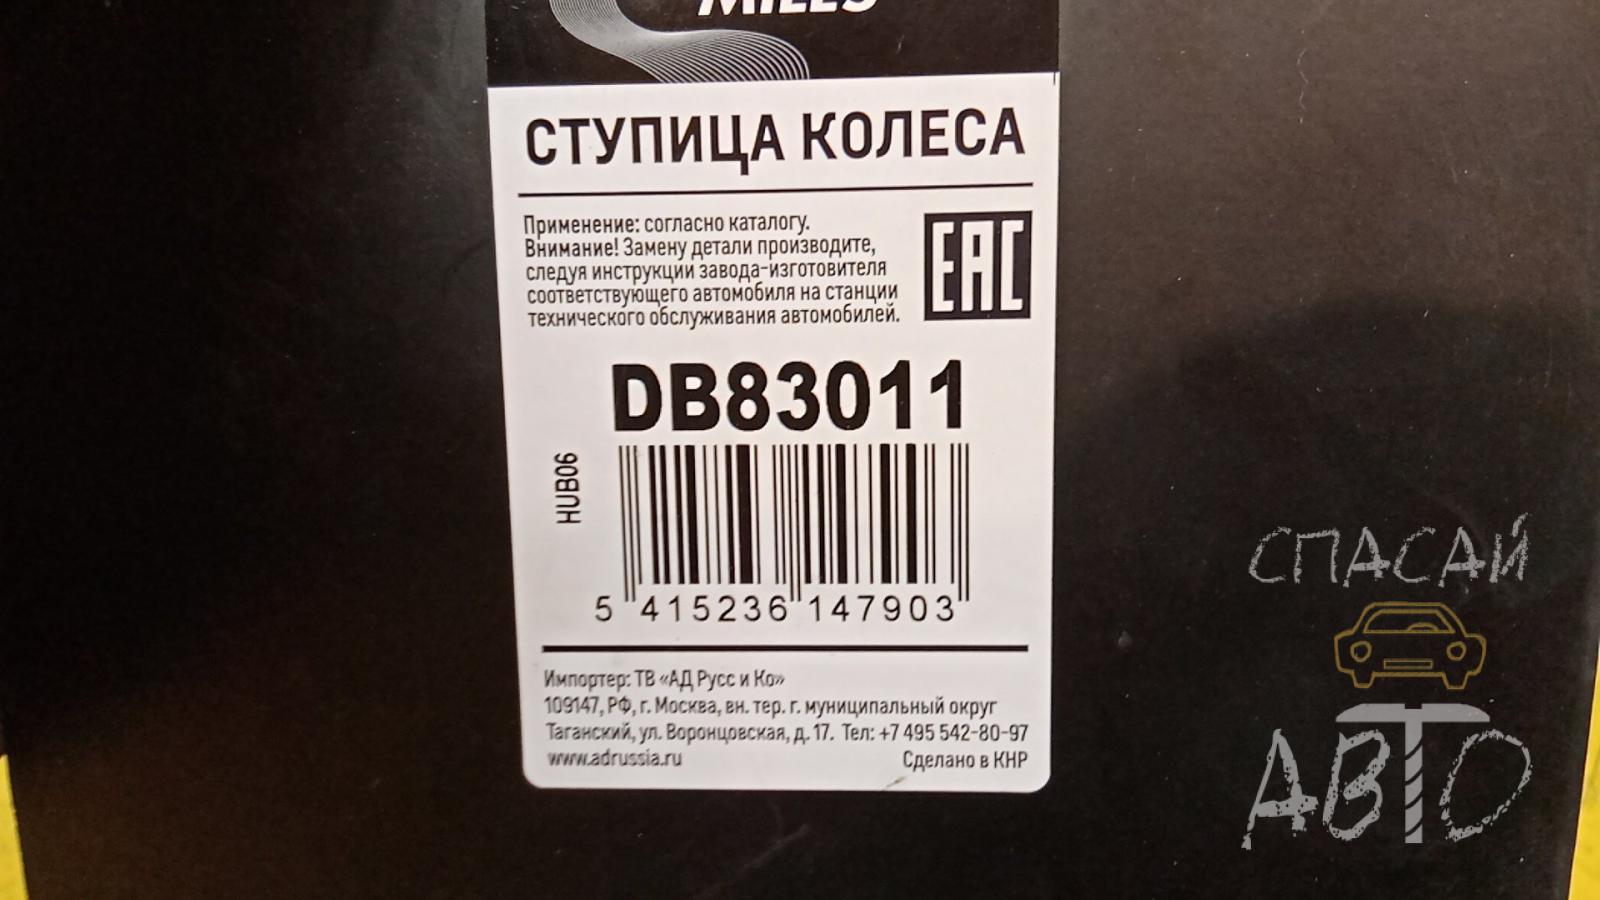 MILES
СТУПИЦА КОЛЕСА
Применение: согласно каталогу.
Внимание! Замену детали производите,
следуя инструкции завода-изготовителя
соответствующего автомобиля на станции
технического обслуживания автомобилей.
EAC
DB83011
HUB06
5 415236 147903
Импортер: ТВ «АД Русс и Ко»
109147, РФ, г. Москва, вн. тер. г. муниципальный округ
Таганский, ул. Воронцовская, д. 17. Тел: +7 495 542-80-97
www.adrussia.ru Сделано в КНР
СПАСАЙ
АВТО